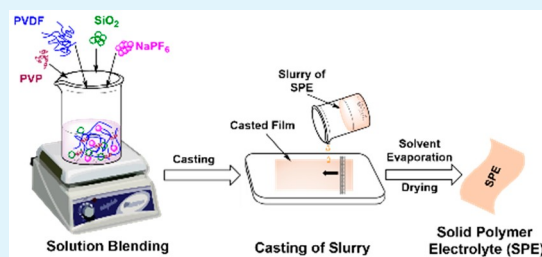 PVDF
SiO2
NaPF6
PVP
Slurry of
SPE
Casted Film
Casting
Solvent
Evaporation
Drying
SPE
Solution Blending
Casting of Slurry
Solid Polymer
Electrolyte (SPE)